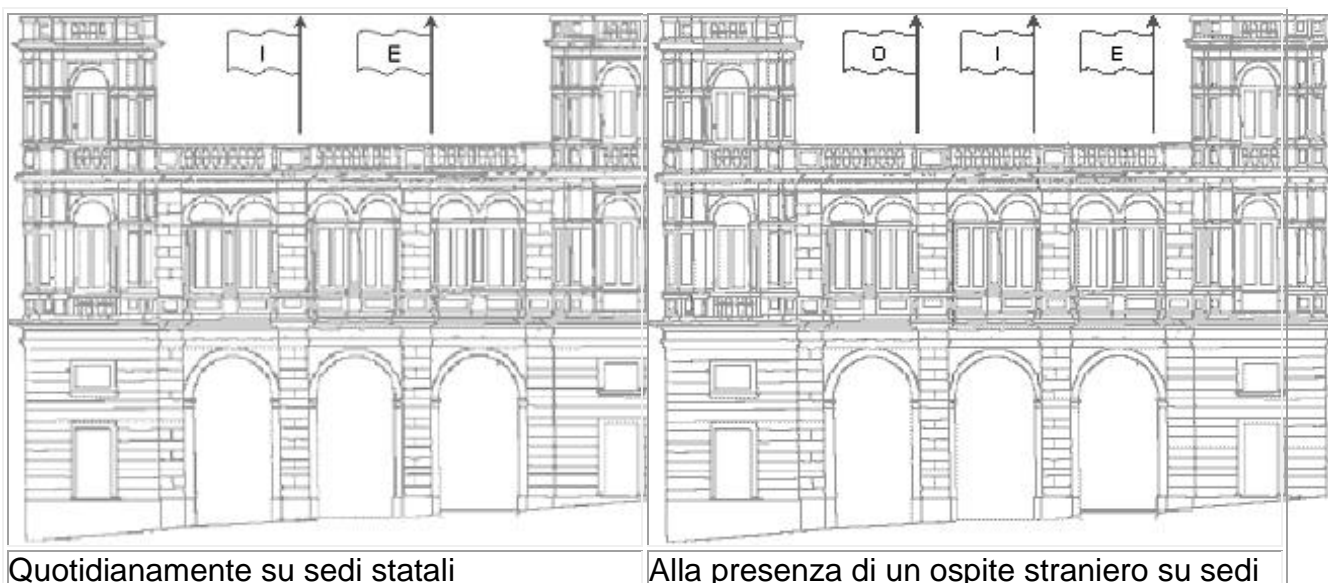 I E
O I E
Quotidianamente su sedi statali
Alla presenza di un ospite straniero su sedi